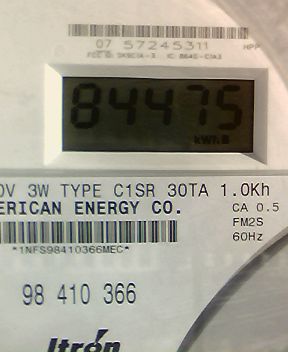 07 57245311
84475
kWh
0V 3W TYPE C1SR 30TA 1.0Kh
ERICAN ENERGY CO.
CA 0.5
FM2S
60Hz
*1NFS98410366MEC*
98 410 366
Itrón